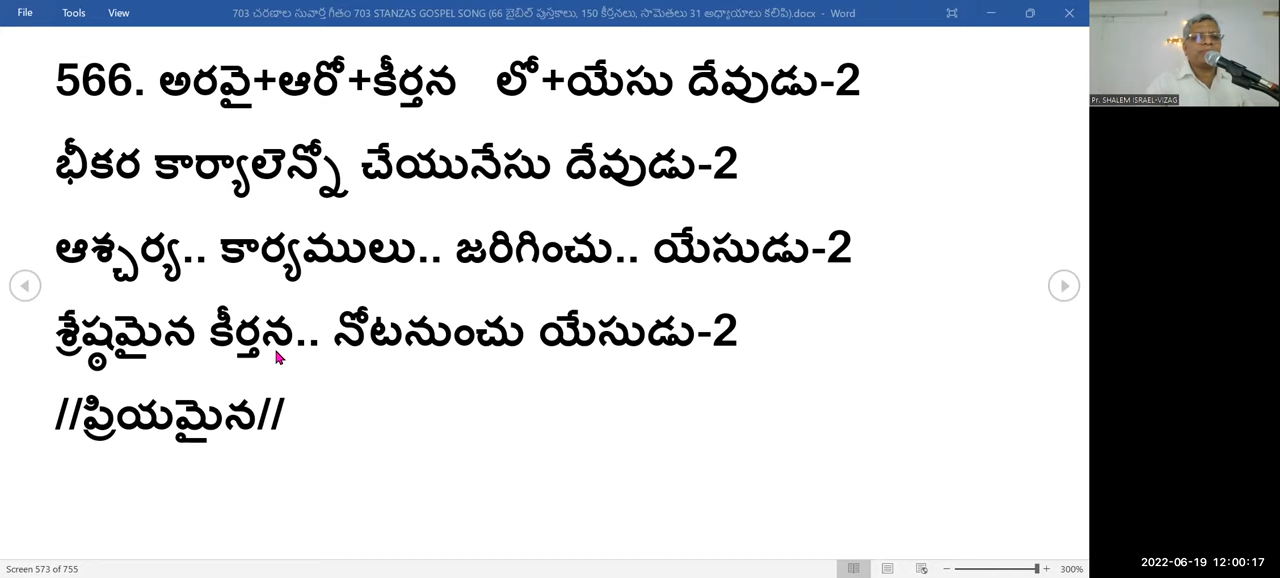 File Tools View 703 చరణాల సువార్త గీతం 703 STANZAS GOSPEL SONG (66 బైబిల్ పుస్తకాలు, 150 కీర్తనలు, సామెతలు 31 అధ్యాయాలు కలిపి).docx - Word
566. అరవై+ఆరో+కీర్తన లో+యేసు దేవుడు-2
భీకర కార్యాలెన్నో చేయునేసు దేవుడు-2
ఆశ్చర్య.. కార్యములు.. జరిగించు.. యేసుడు-2
శ్రేష్ఠమైన కీర్తన.. నోటనుంచు యేసుడు-2
//ప్రియమైన//
Pr. SHALEM ISRAEL-VIZAG
2022-06-19 12:00:17
Screen 573 of 755
300%